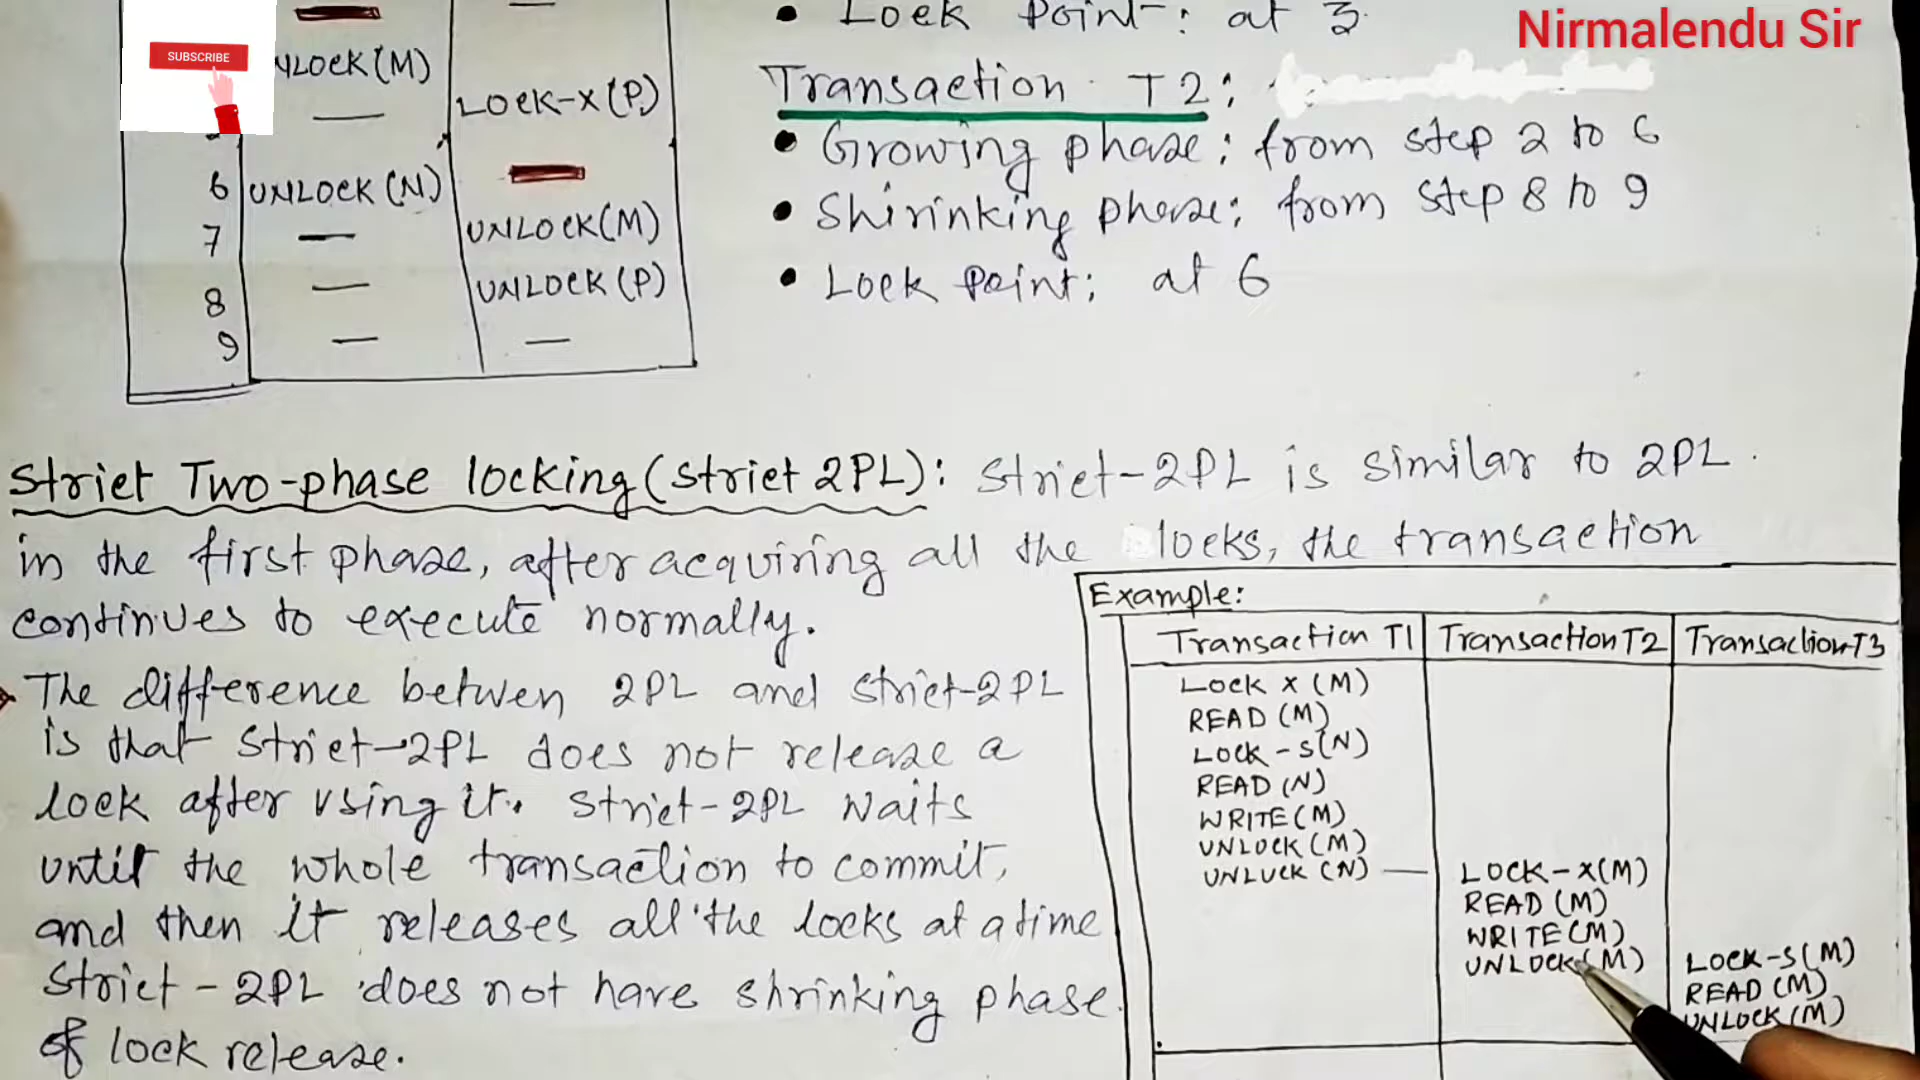 Lock Point: at 3
Nirmalendu Sir
SUBSCRIBE
Transaction T2:
• Growing phase: from step 2 to 6
• Shirinking phase: from step 8 to 9
• Lock Point: at 6
LOCK-X(P)
6 UNLOCK(N)
7 UNLOCK(M)
8 UNLOCK(P)
9
Strict Two-phase locking(Strict 2PL): Strict-2PL is similar to 2PL.
in the first phase, after acquiring all the locks, the transaction
continues to execute normally.
The difference betwen 2PL and strict-2PL
is that Strict-2PL does not release a
lock after using it. Strict-2PL waits
until the whole transaction to commit,
and then it releases all the locks at a time
Strict-2PL does not have shrinking phase
of lock release.
Example:
Transaction T1 Transaction T2 Transaction T3
LOCK X (M)
READ (M)
LOCK-S(N)
READ (N)
WRITE(M)
UNLOCK(M)
UNLUCK (N) — LOCK-X(M)
READ (M)
WRITE(M)
UNLOCK(M) LOCK-S(M)
READ (M)
UNLOCK(M)